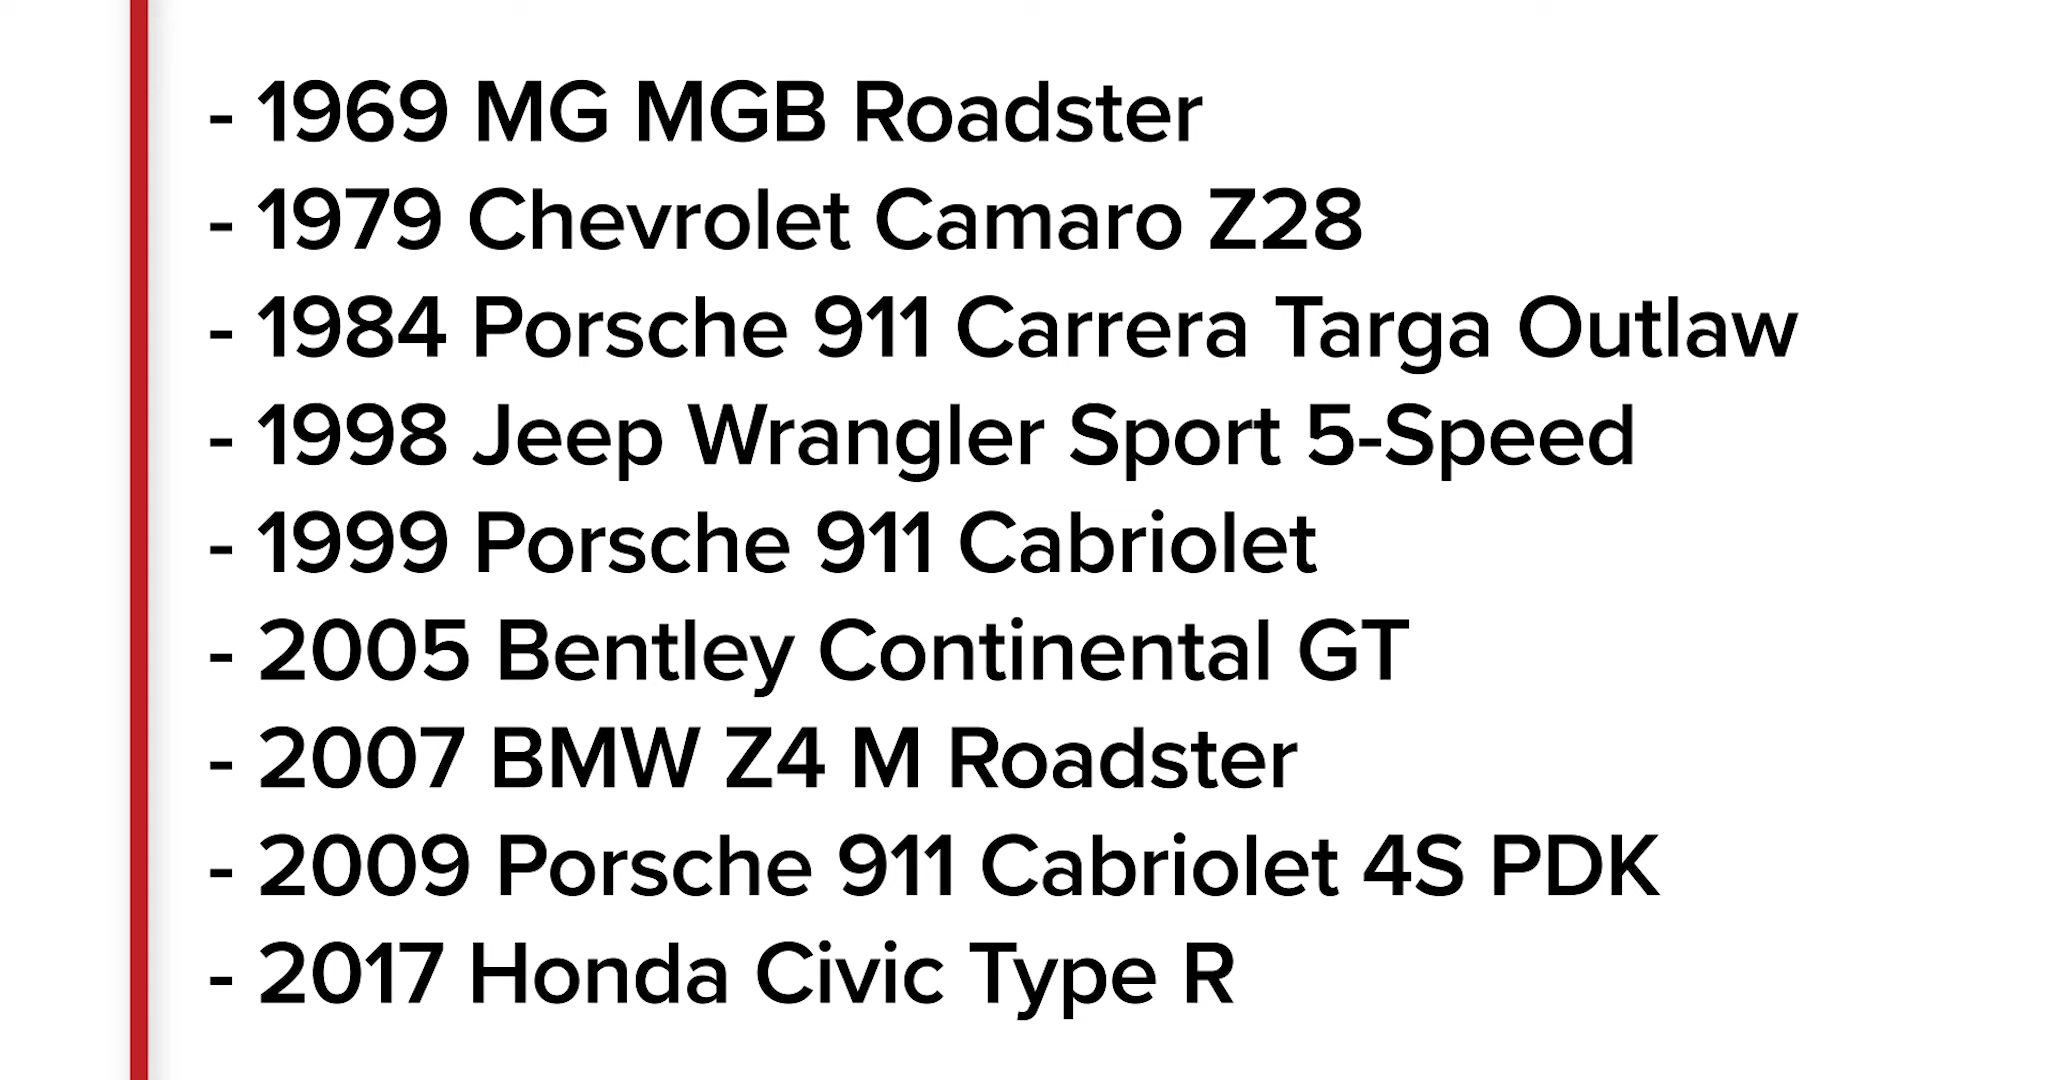 - 1969 MG MGB Roadster
- 1979 Chevrolet Camaro Z28
- 1984 Porsche 911 Carrera Targa Outlaw
- 1998 Jeep Wrangler Sport 5-Speed
- 1999 Porsche 911 Cabriolet
- 2005 Bentley Continental GT
- 2007 BMW Z4 M Roadster
- 2009 Porsche 911 Cabriolet 4S PDK
- 2017 Honda Civic Type R